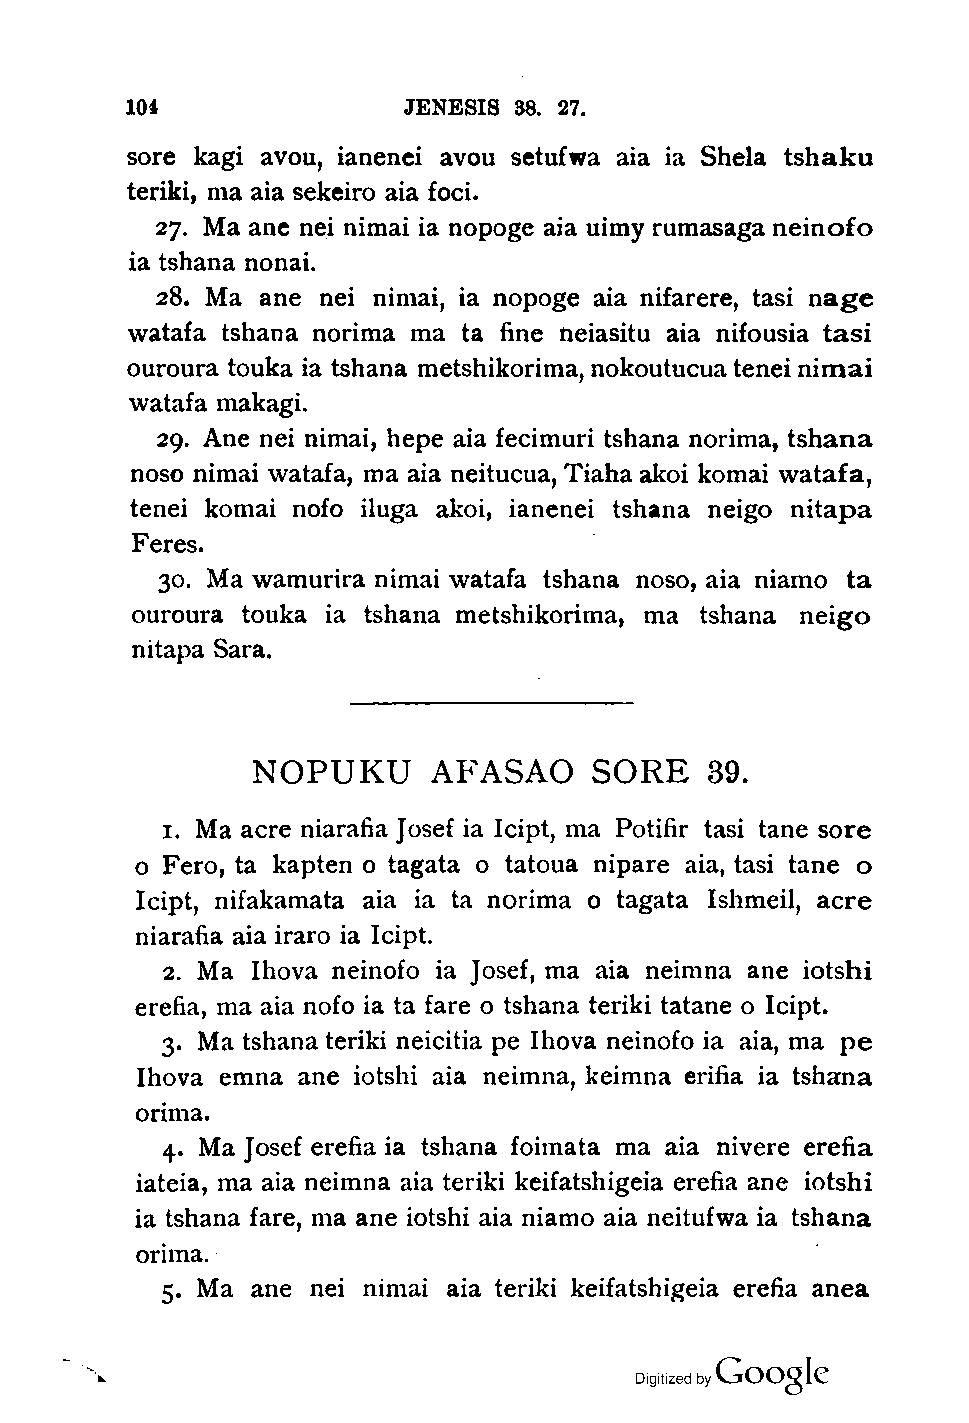 104 JENESIS 38. 27.
sore kagi avou, ianenei avou setufwa aia ia Shela tshaku
teriki, ma aia sekeiro aia foci.
27. Ma ane nei nimai ia nopoge aia uimy rumasaga neinofo
ia tshana nonai.
28. Ma ane nei nimai, ia nopoge aia nifarere, tasi nage
watafa tshana norima ma ta fine neiasitu aia nifousia tasi
ouroura touka ia tshana metshikorima, nokoutucua tenei nimai
watafa makagi.
29. Ane nei nimai, hepe aia fecimuri tshana norima, tshana
noso nimai watafa, ma aia neitucua, Tiaha akoi komai watafa,
tenei komai nofo iluga akoi, ianenei tshana neigo nitapa
Feres.
30. Ma wamurira nimai watafa tshana noso, aia niamo ta
ouroura touka ia tshana metshikorima, ma tshana neigo
nitapa Sara.
NOPUKU AFASAO SORE 39.
1. Ma acre niarafia Josef ia Icipt, ma Potifir tasi tane sore
o Fero, ta kapten o tagata o tatoua nipare aia, tasi tane o
Icipt, nifakamata aia ia ta norima o tagata Ishmeil, acre
niarafia aia iraro ia Icipt.
2. Ma Ihova neinofo ia Josef, ma aia neimna ane iotshi
erefia, ma aia nofo ia ta fare o tshana teriki tatane o Icipt.
3. Ma tshana teriki neicitia pe Ihova neinofo ia aia, ma pe
Ihova emna ane iotshi aia neimna, keimna erifia ia tshana
orima.
4. Ma Josef erefia ia tshana foimata ma aia nivere erefia
iateia, ma aia neimna aia teriki keifatshigeia erefia ane iotshi
ia tshana fare, ma ane iotshi aia niamo aia neitufwa ia tshana
orima.
5. Ma ane nei nimai aia teriki keifatshigeia erefia anea
Digitized by Google